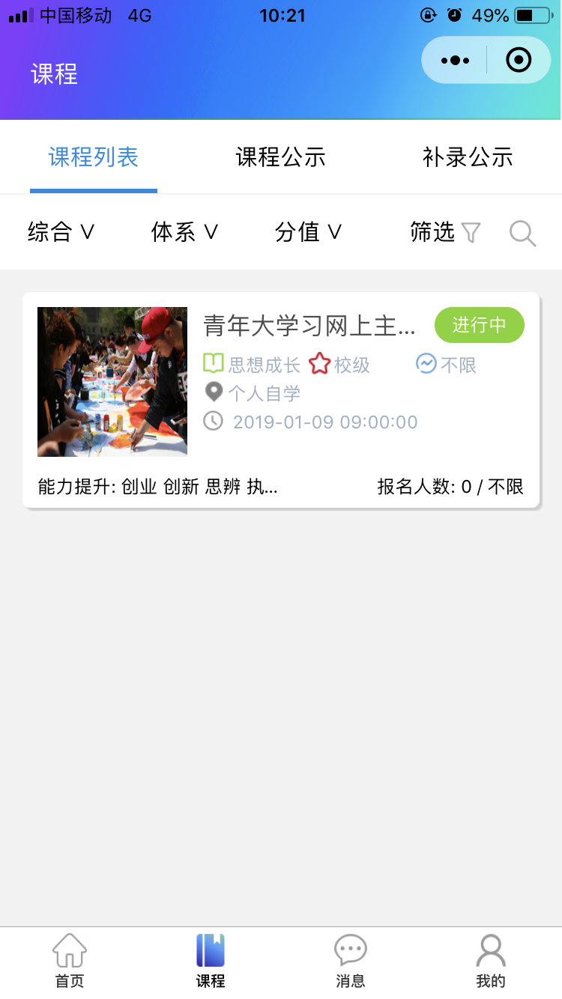 中国移动 4G 10:21 49%
课程
课程列表 课程公示 补录公示
综合 体系 分值 筛选
青年大学习网上主... 进行中
思想成长 校级 不限
个人自学
2019-01-09 09:00:00
能力提升: 创业 创新 思辨 执... 报名人数: 0 / 不限
首页 课程 消息 我的